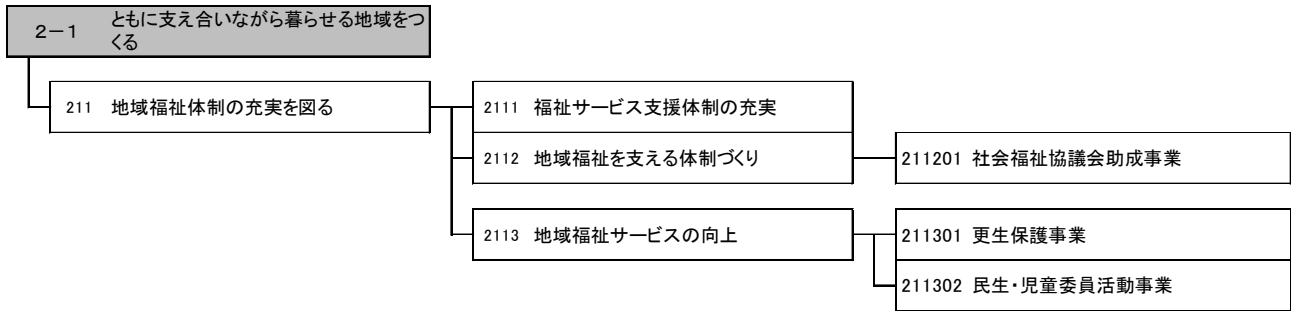 2－1 ともに支え合いながら暮らせる地域をつ
くる
211 地域福祉体制の充実を図る
2111 福祉サービス支援体制の充実
2112 地域福祉を支える体制づくり
211201 社会福祉協議会助成事業
2113 地域福祉サービスの向上
211301 更生保護事業
211302 民生・児童委員活動事業